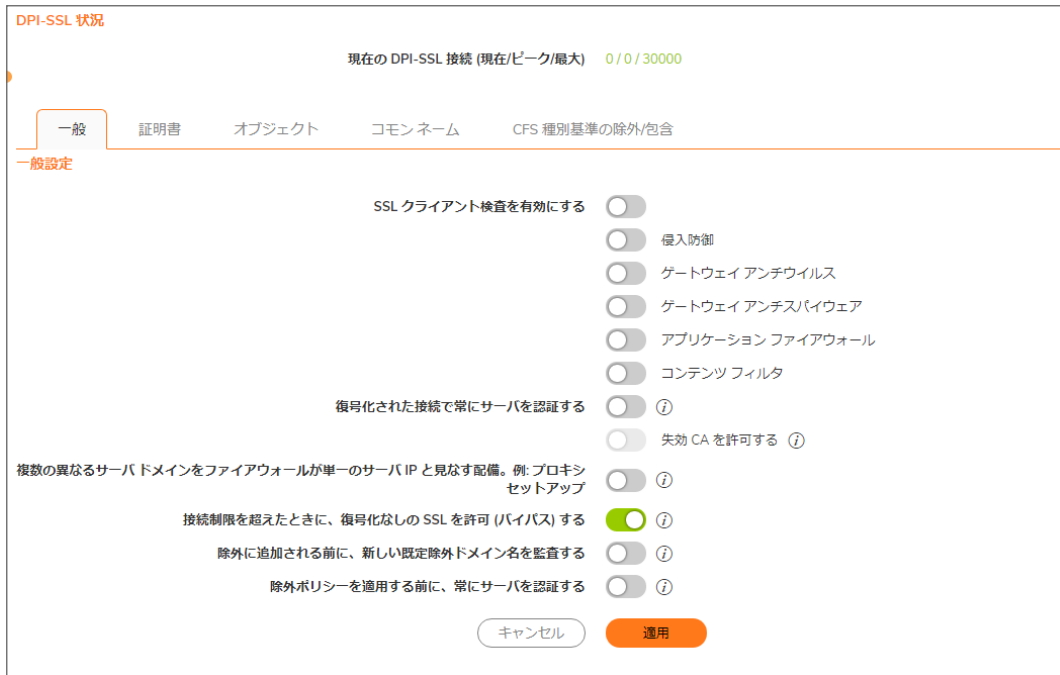 DPI-SSL 状況
現在の DPI-SSL 接続 (現在/ピーク/最大) 0 / 0 / 30000
一般 証明書 オブジェクト コモン ネーム CFS 種別基準の除外/包含
一般設定
SSL クライアント検査を有効にする
侵入防御
ゲートウェイ アンチウイルス
ゲートウェイ アンチスパイウェア
アプリケーション ファイアウォール
コンテンツ フィルタ
復号化された接続で常にサーバを認証する
失効 CA を許可する
複数の異なるサーバ ドメインをファイアウォールが単一のサーバ IP と見なす配備。例: プロキシ
セットアップ
接続制限を超えたときに、復号化なしの SSL を許可 (バイパス) する
除外に追加される前に、新しい既定除外ドメイン名を監査する
除外ポリシーを適用する前に、常にサーバを認証する
キャンセル 適用